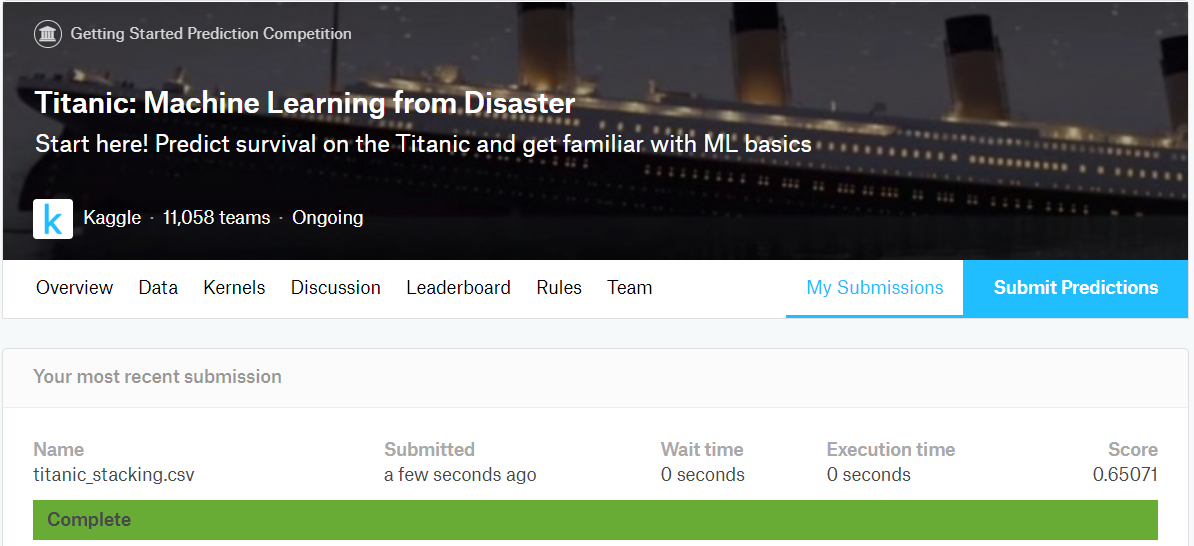 Getting Started Prediction Competition
Titanic: Machine Learning from Disaster
Start here! Predict survival on the Titanic and get familiar with ML basics
k
Kaggle · 11,058 teams · Ongoing
Overview Data Kernels Discussion Leaderboard Rules Team My Submissions Submit Predictions
Your most recent submission
Name Submitted Wait time Execution time Score
titanic_stacking.csv a few seconds ago 0 seconds 0 seconds 0.65071
Complete